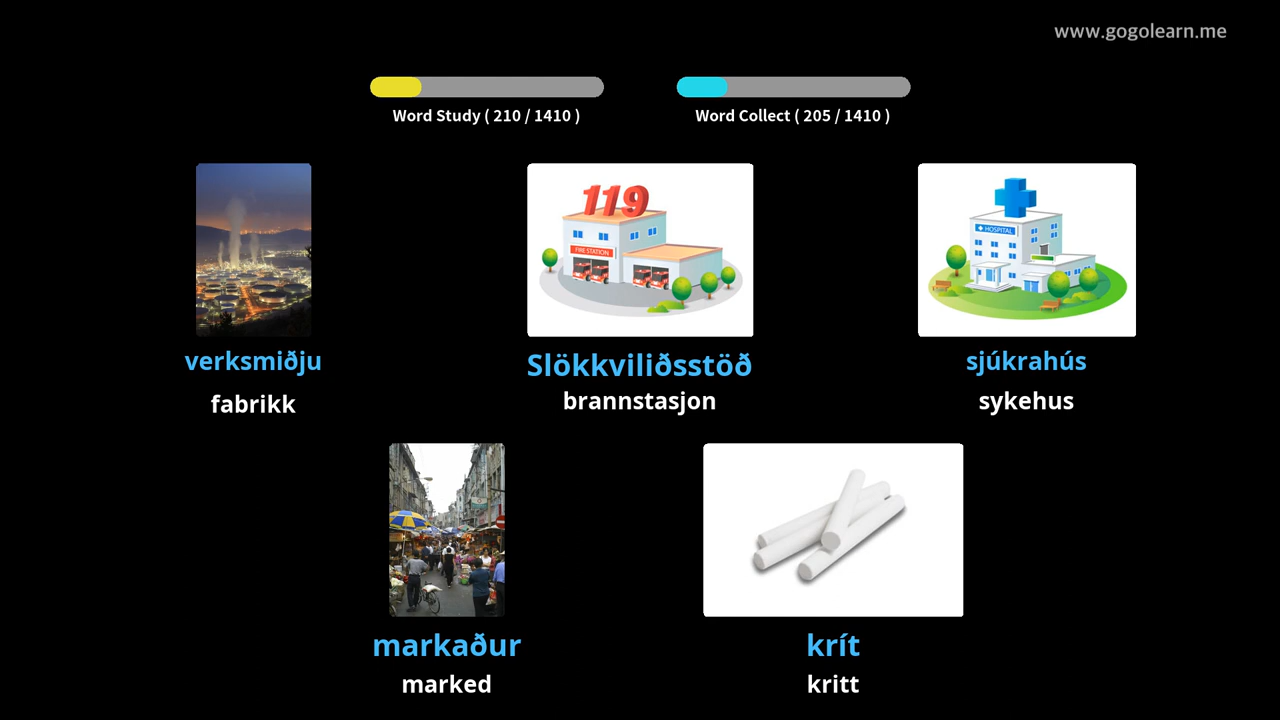 www.gogolearn.me
Word Study ( 210 / 1410 )
Word Collect ( 205 / 1410 )
119
FIRE STATION
HOSPITAL
verksmiðju
Slökkviliðsstöð
sjúkrahús
fabrikk
brannstasjon
sykehus
markaður
krít
marked
kritt